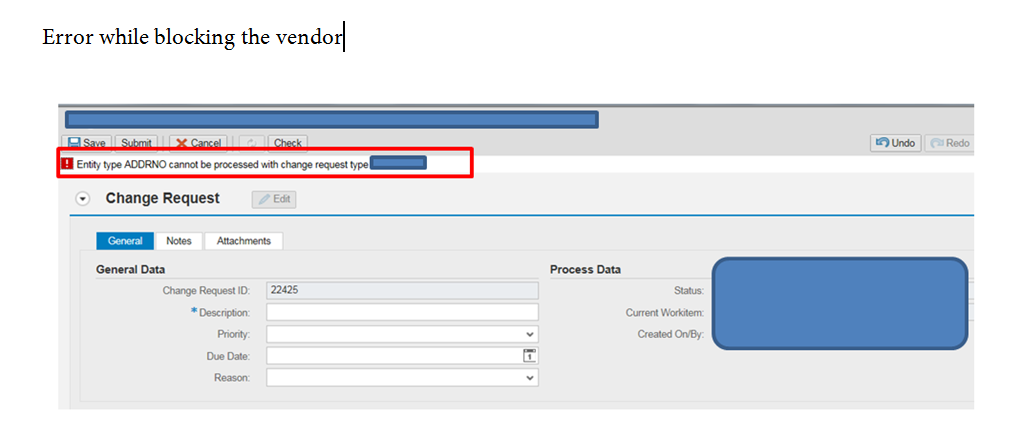 Error while blocking the vendor
Save Submit Cancel Check Undo Redo
! Entity type ADDRNO cannot be processed with change request type
Change Request Edit
General Notes Attachments
General Data Process Data
Change Request ID: 22425 Status:
*Description: Current Workitem:
Priority: Created On/By:
Due Date: 1
Reason: